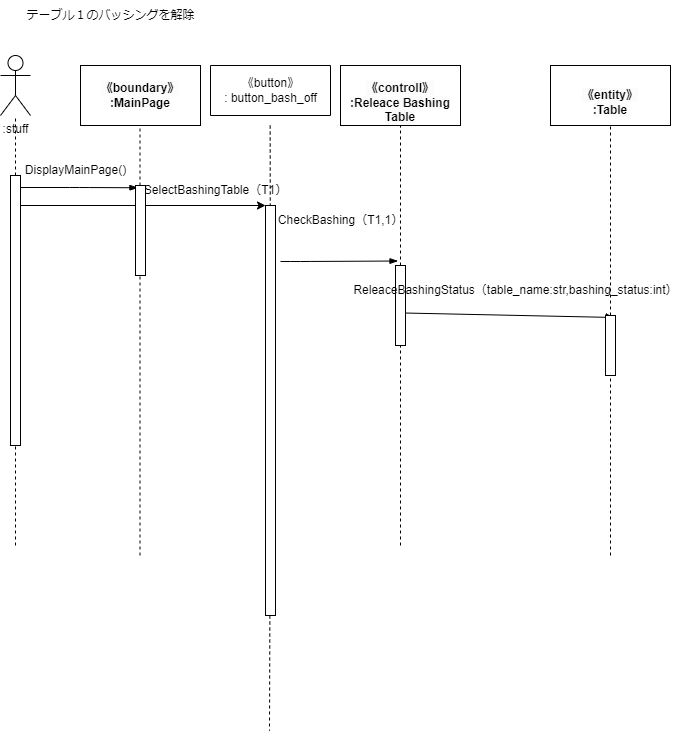 テーブル１のバッシングを解除
《boundary》
:MainPage
《button》
: button_bash_off
《controll》
:Releace Bashing
Table
《entity》
:Table
:stuff
DisplayMainPage()
SelectBashingTable（T1）
CheckBashing（T1,1）
ReleaceBashingStatus（table_name:str,bashing_status:int）